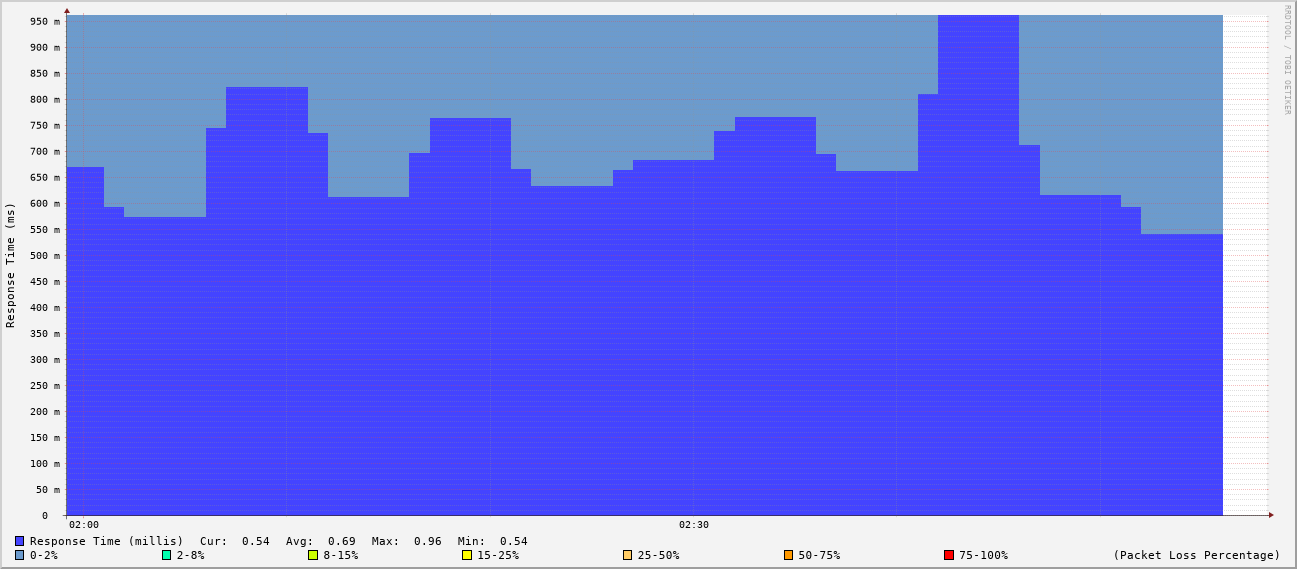 RRDTOOL / TOBI OETIKER
Response Time (ms)
950 m
900 m
850 m
800 m
750 m
700 m
650 m
600 m
550 m
500 m
450 m
400 m
350 m
300 m
250 m
200 m
150 m
100 m
50 m
0
02:00 02:30
Response Time (millis) Cur: 0.54 Avg: 0.69 Max: 0.96 Min: 0.54
0-2% 2-8% 8-15% 15-25% 25-50% 50-75% 75-100% (Packet Loss Percentage)